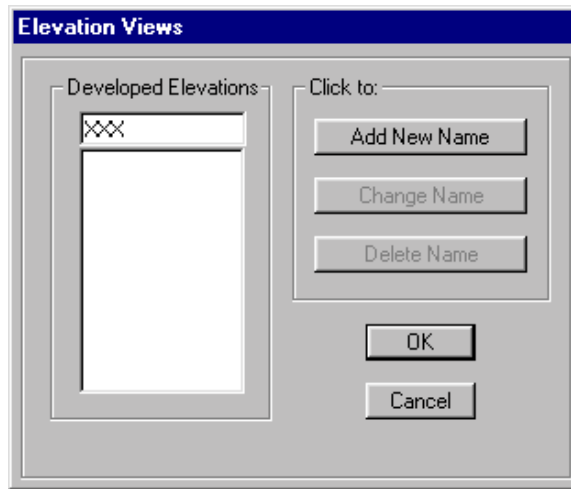 Elevation Views
Developed Elevations
XXX
Click to:
Add New Name
Change Name
Delete Name
OK
Cancel